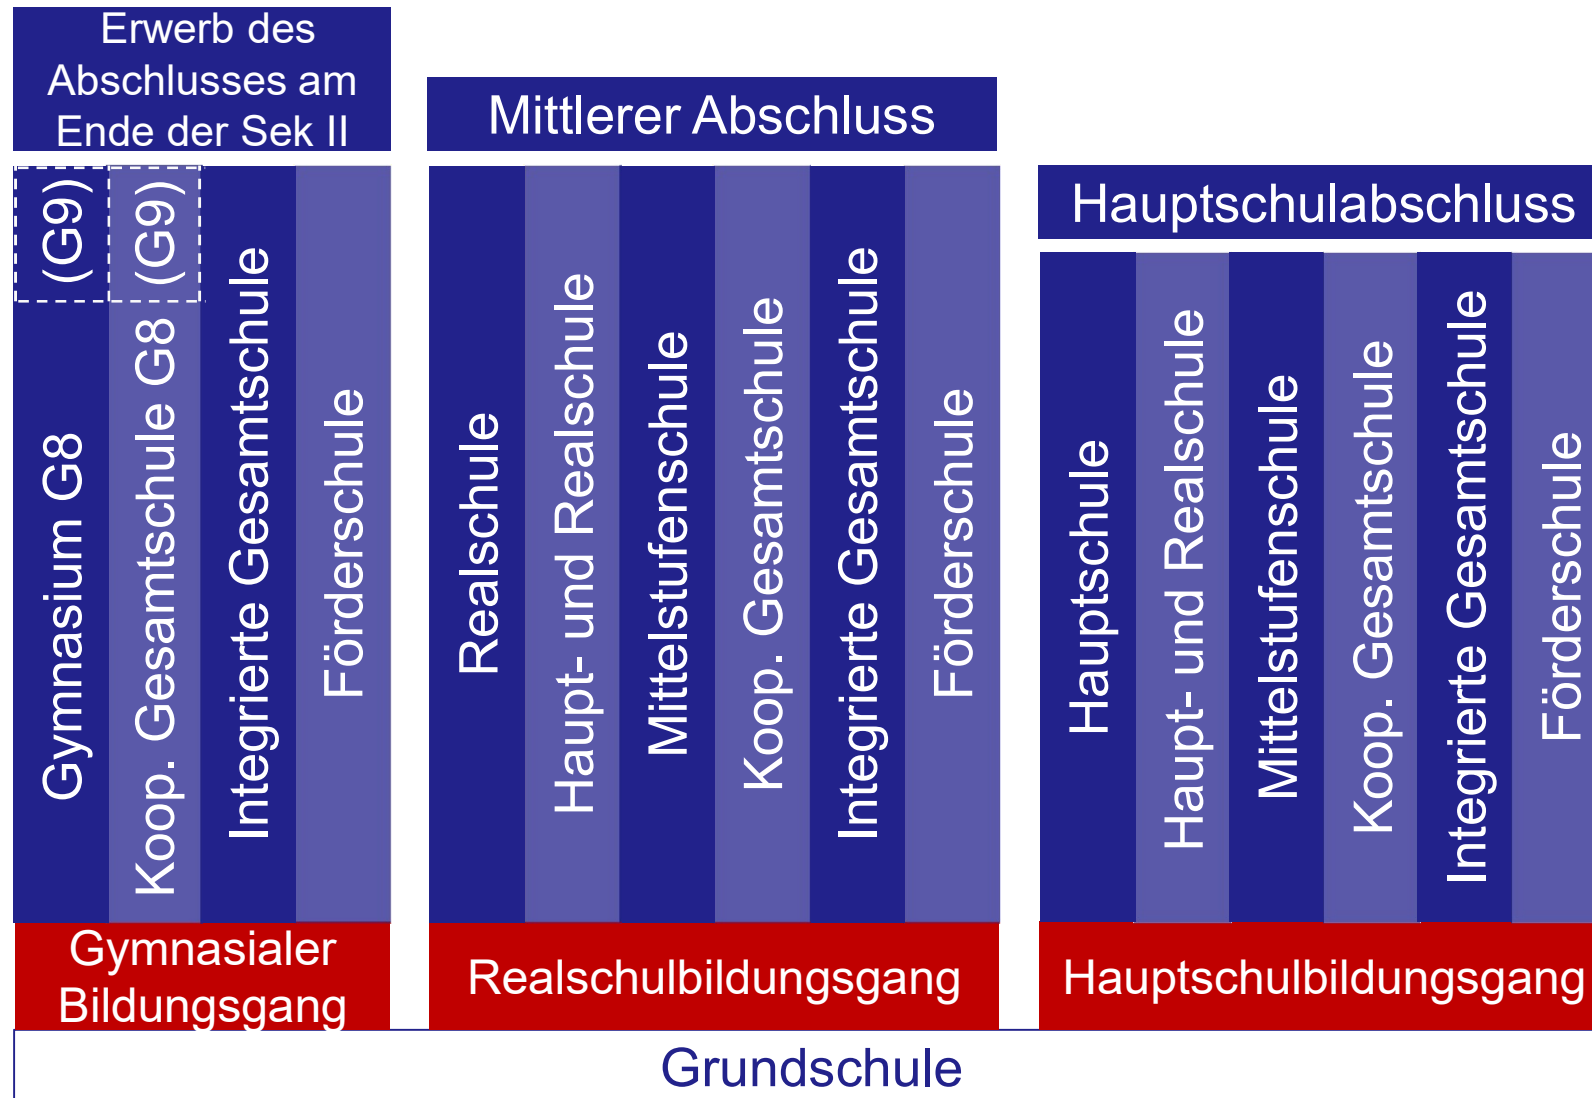 Erwerb des
Abschlusses am
Ende der Sek II
Mittlerer Abschluss
Hauptschulabschluss
Gymnasium G8 (G9)
Koop. Gesamtschule G8 (G9)
Integrierte Gesamtschule
Förderschule
Realschule
Haupt- und Realschule
Mittelstufenschule
Koop. Gesamtschule
Integrierte Gesamtschule
Förderschule
Hauptschule
Haupt- und Realschule
Mittelstufenschule
Koop. Gesamtschule
Integrierte Gesamtschule
Förderschule
Gymnasialer
Bildungsgang
Realschulbildungsgang
Hauptschulbildungsgang
Grundschule